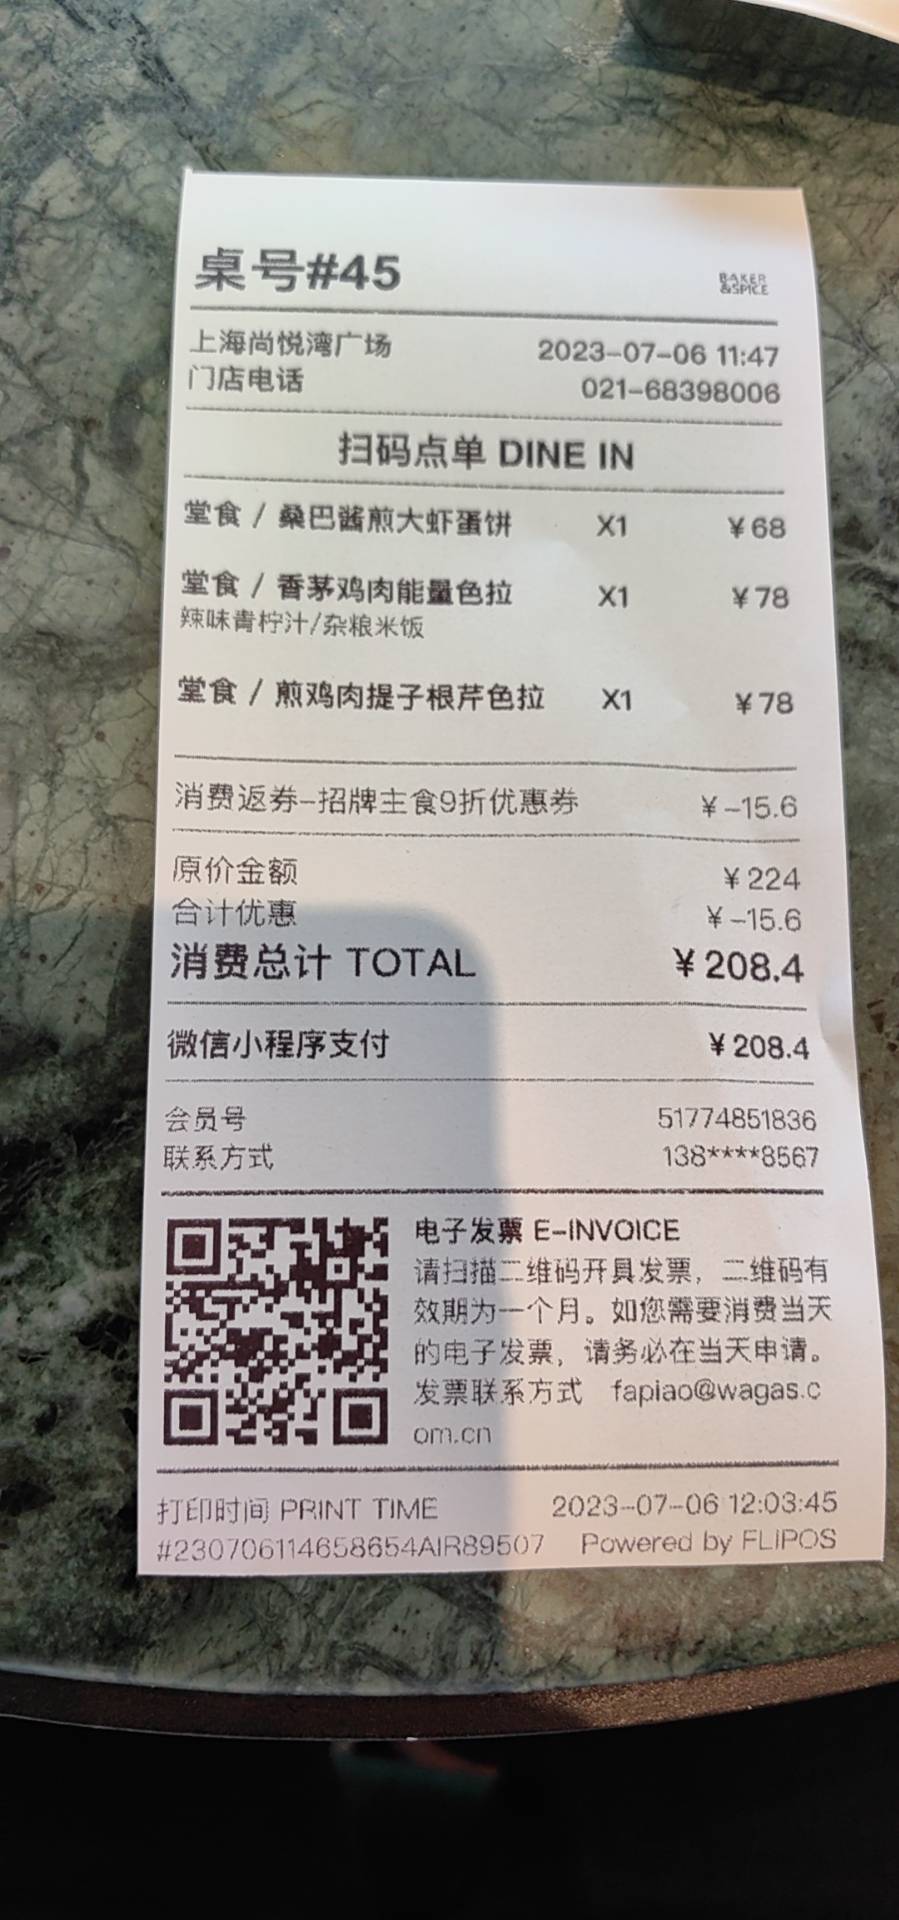 桌号#45
BAKER
&SPICE
上海尚悦湾广场 2023-07-06 11:47
门店电话 021-68398006
扫码点单 DINE IN
堂食 / 桑巴酱煎大虾蛋饼 X1 ¥68
堂食 / 香茅鸡肉能量色拉 X1 ¥78
辣味青柠汁/杂粮米饭
堂食 / 煎鸡肉提子根芹色拉 X1 ¥78
消费返券-招牌主食9折优惠券 ¥-15.6
原价金额 ¥224
合计优惠 ¥-15.6
消费总计 TOTAL ¥208.4
微信小程序支付 ¥208.4
会员号 51774851836
联系方式 138****8567
电子发票 E-INVOICE
请扫描二维码开具发票，二维码有
效期为一个月。如您需要消费当天
的电子发票，请务必在当天申请。
发票联系方式 fapiao@wagas.c
om.cn
打印时间 PRINT TIME 2023-07-06 12:03:45
#230706114658654AIR89507 Powered by FLIPOS